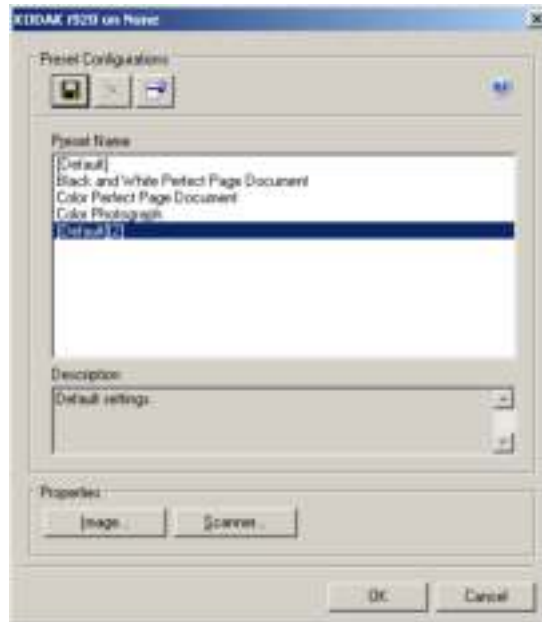 KODAK i920 on None
Preset Configurations
Preset Name
[Default]
Black and White Perfect Page Document
Color Perfect Page Document
Color Photograph
[Default][2]
Description
Default settings
Properties
Image...
Scanner...
OK
Cancel